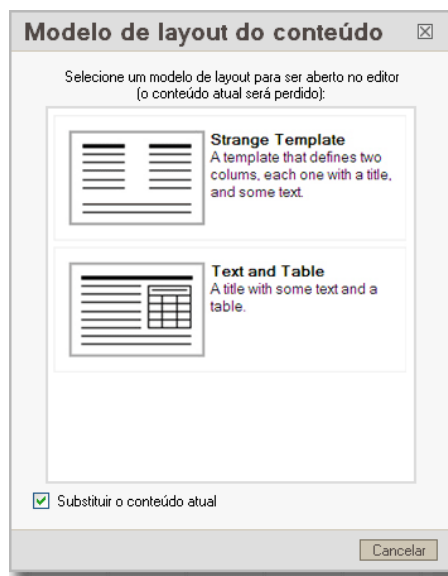 Modelo de layout do conteúdo
Selecione um modelo de layout para ser aberto no editor
(o conteúdo atual será perdido):
Strange Template
A template that defines two
colums, each one with a title,
and some text.
Text and Table
A title with some text and a
table.
Substituir o conteúdo atual
Cancelar